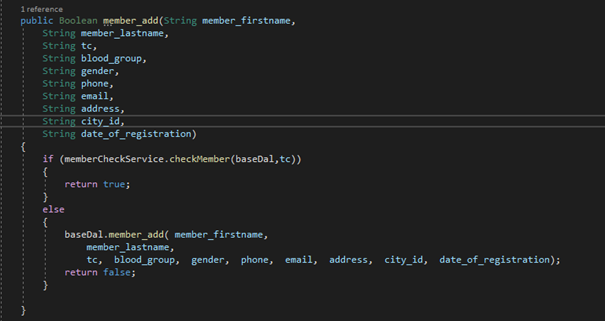 1 reference
public Boolean member_add(String member_firstname,
String member_lastname,
String tc,
String blood_group,
String gender,
String phone,
String email,
String address,
String city_id,
String date_of_registration)
{
if (memberCheckService.checkMember(baseDal,tc))
{
return true;
}
else
{
baseDal.member_add( member_firstname,
member_lastname,
tc,  blood_group,  gender,  phone,  email,  address,  city_id,  date_of_registration);
return false;
}
}